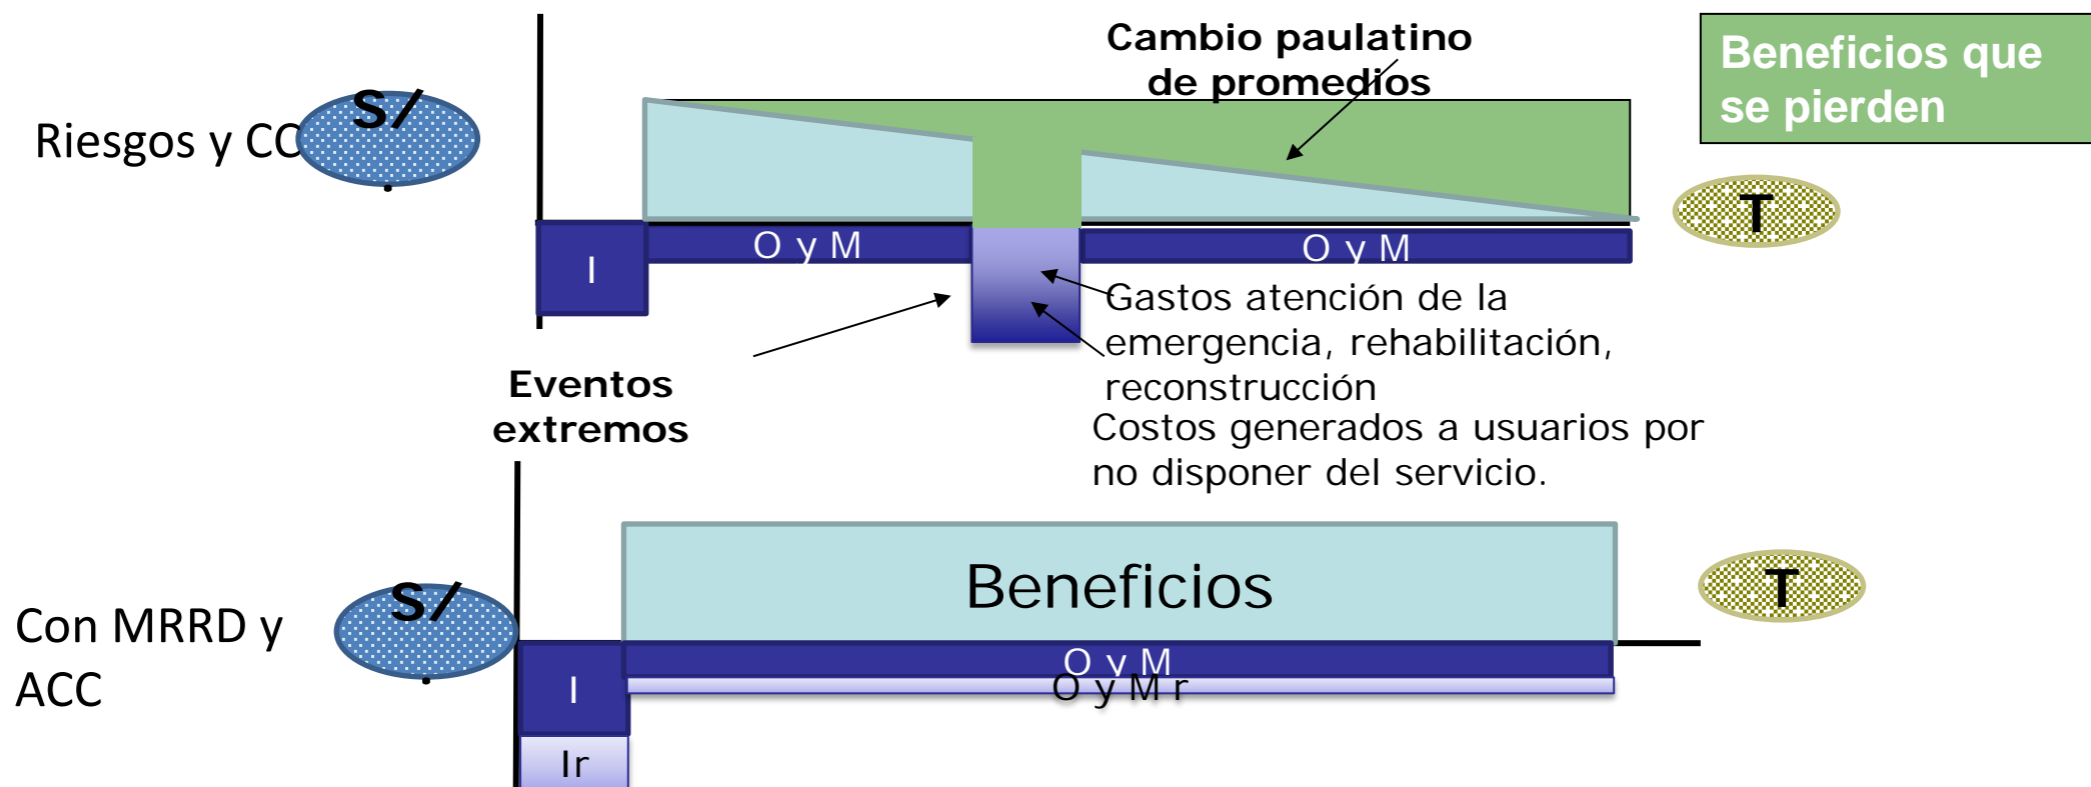 Cambio paulatino
de promedios
Beneficios que
se pierden
Riesgos y CC
S/
.
T
I
O y M
O y M
Gastos atención de la
emergencia, rehabilitación,
reconstrucción
Costos generados a usuarios por
no disponer del servicio.
Eventos
extremos
Con MRRD y
ACC
S/
.
Beneficios
T
I
O y M
O y M r
Ir